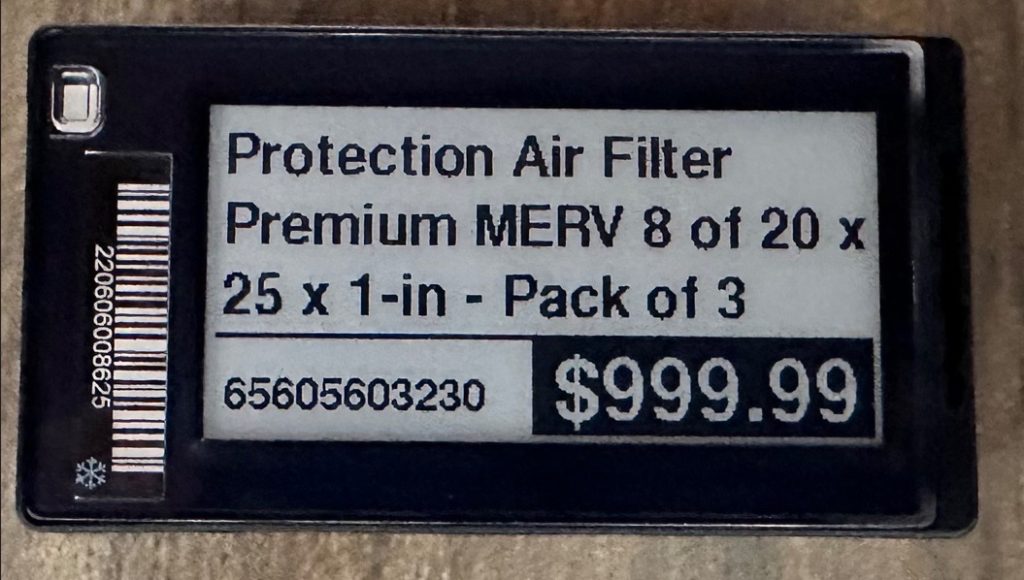 Protection Air Filter
Premium MERV 8 of 20 x
25 x 1-in - Pack of 3
65605603230
$999.99
22060608625